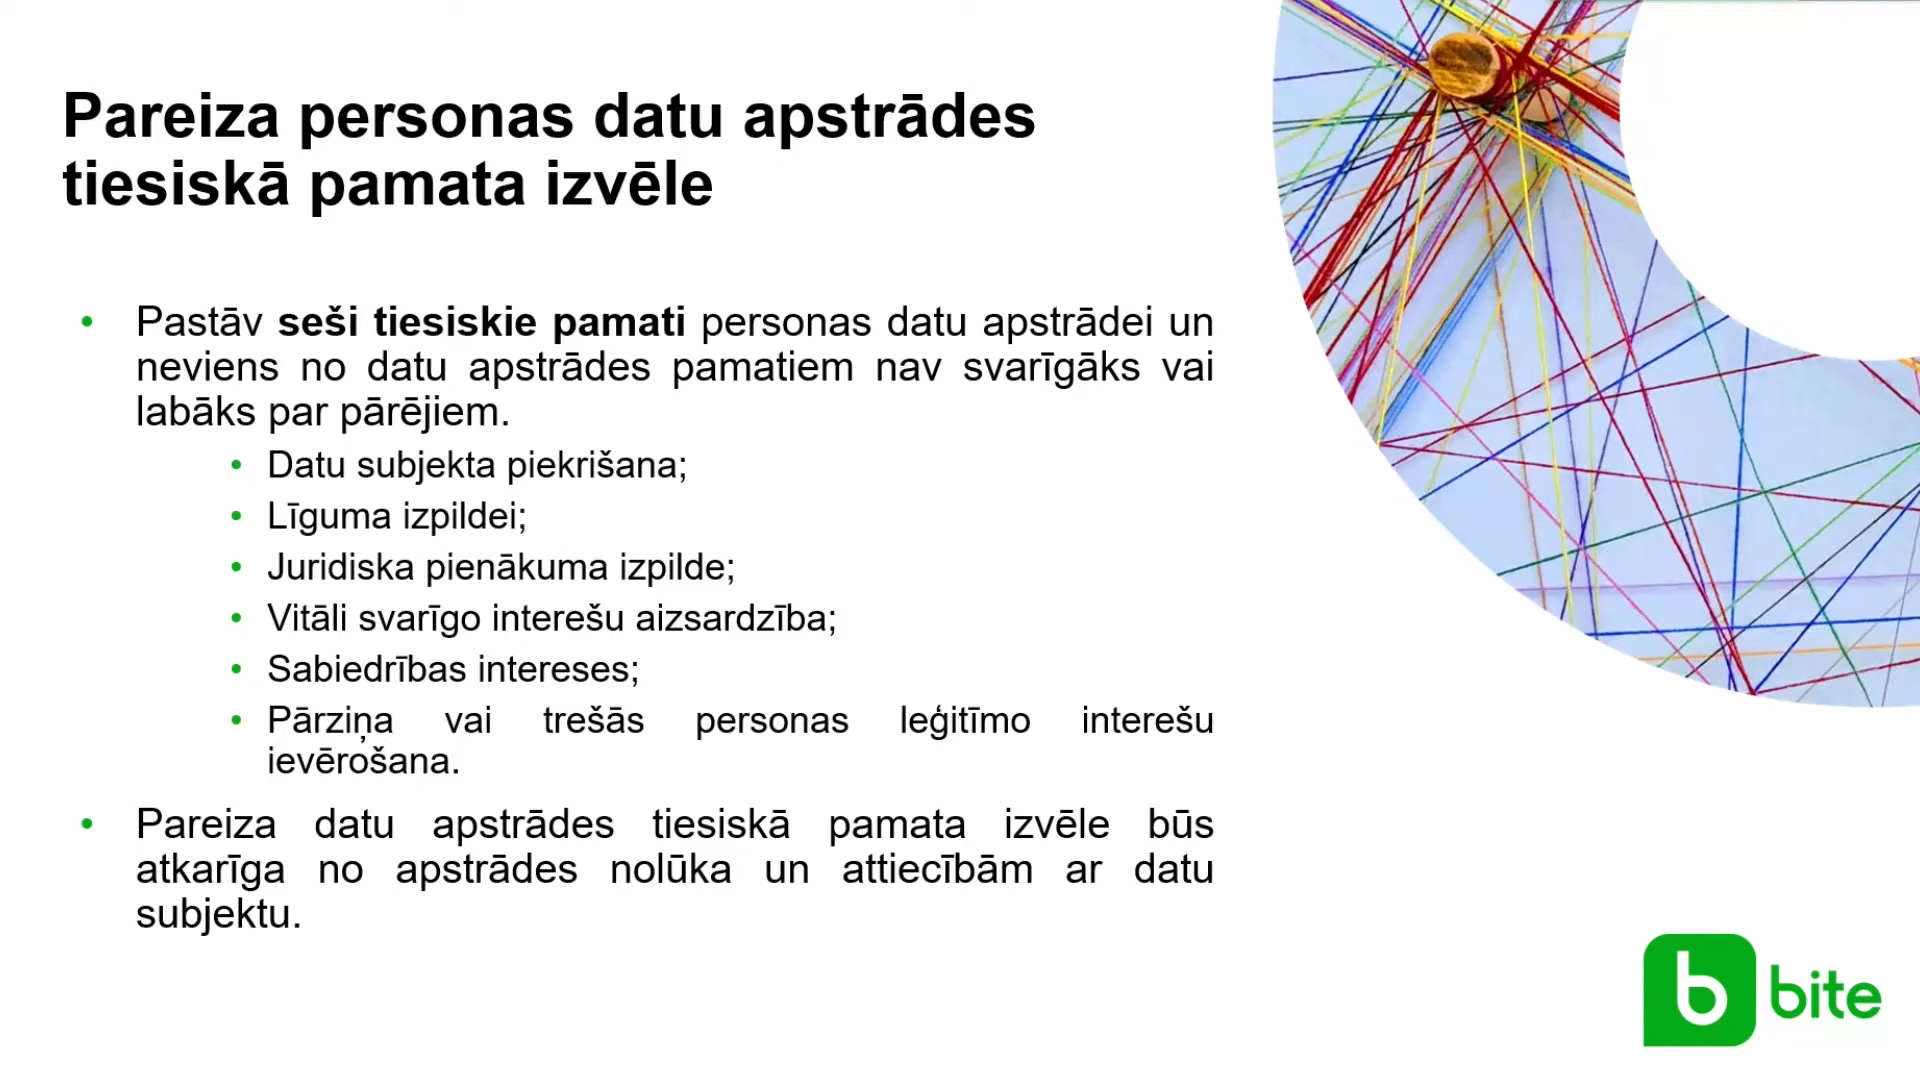 Pareiza personas datu apstrādes
tiesiskā pamata izvēle
• Pastāv seši tiesiskie pamati personas datu apstrādei un
neviens no datu apstrādes pamatiem nav svarīgāks vai
labāks par pārējiem.
• Datu subjekta piekrišana;
• Līguma izpildei;
• Juridiska pienākuma izpilde;
• Vitāli svarīgo interešu aizsardzība;
• Sabiedrības intereses;
• Pārziņa vai trešās personas leģitīmo interešu
ievērošana.
• Pareiza datu apstrādes tiesiskā pamata izvēle būs
atkarīga no apstrādes nolūka un attiecībām ar datu
subjektu.
b bite